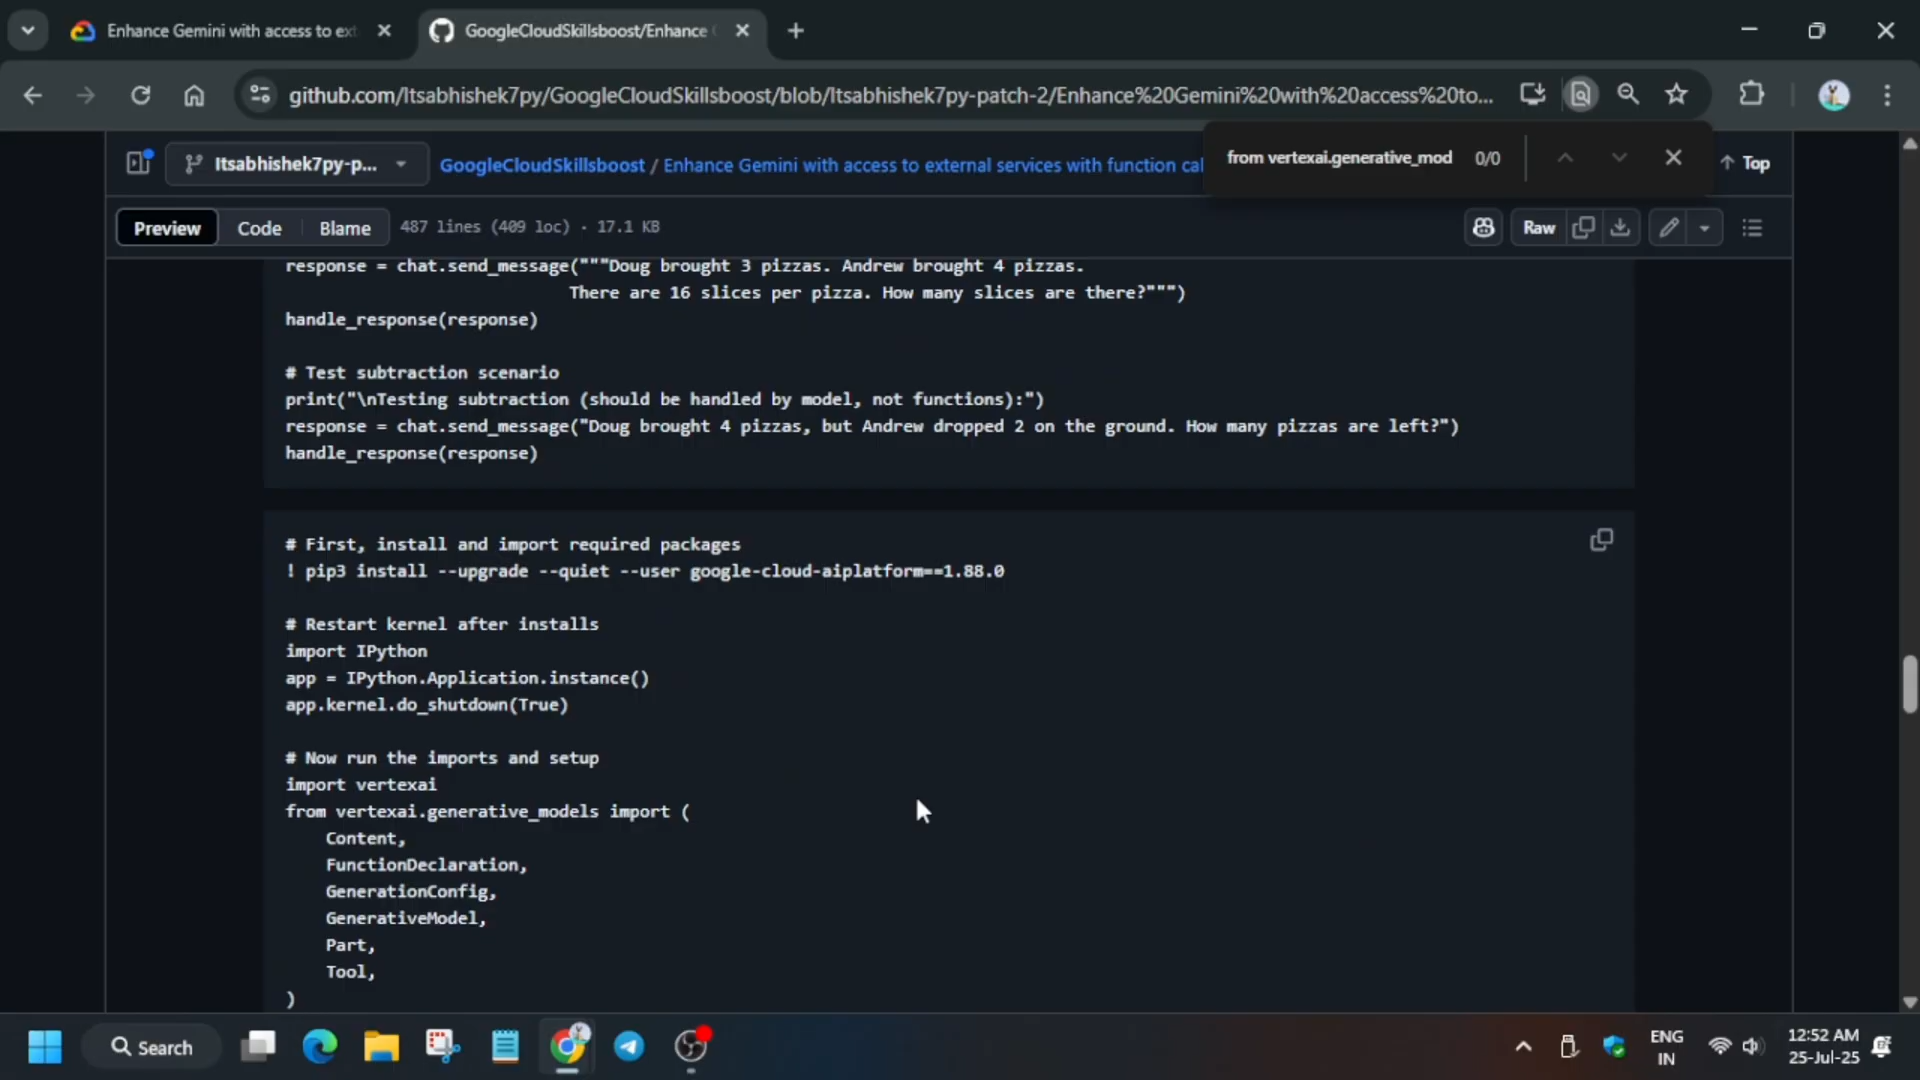 Enhance Gemini with access to ext
GoogleCloudSkillsboost/Enhance
github.com/Itsabhishek7py/GoogleCloudSkillsboost/blob/Itsabhishek7py-patch-2/Enhance%20Gemini%20with%20access%20to...
from vertexai.generative_mod 0/0
Itsabhishek7py-p...
GoogleCloudSkillsboost / Enhance Gemini with access to external services with function cal
Top
Preview
Code
Blame
487 lines (409 loc) · 17.1 KB
Raw
response = chat.send_message("""Doug brought 3 pizzas. Andrew brought 4 pizzas.
There are 16 slices per pizza. How many slices are there?""")
handle_response(response)
# Test subtraction scenario
print("\nTesting subtraction (should be handled by model, not functions):")
response = chat.send_message("Doug brought 4 pizzas, but Andrew dropped 2 on the ground. How many pizzas are left?")
handle_response(response)
# First, install and import required packages
! pip3 install --upgrade --quiet --user google-cloud-aiplatform==1.88.0
# Restart kernel after installs
import IPython
app = IPython.Application.instance()
app.kernel.do_shutdown(True)
# Now run the imports and setup
import vertexai
from vertexai.generative_models import (
Content,
FunctionDeclaration,
GenerationConfig,
GenerativeModel,
Part,
Tool,
)
Search
ENG
IN
12:52 AM
25-Jul-25